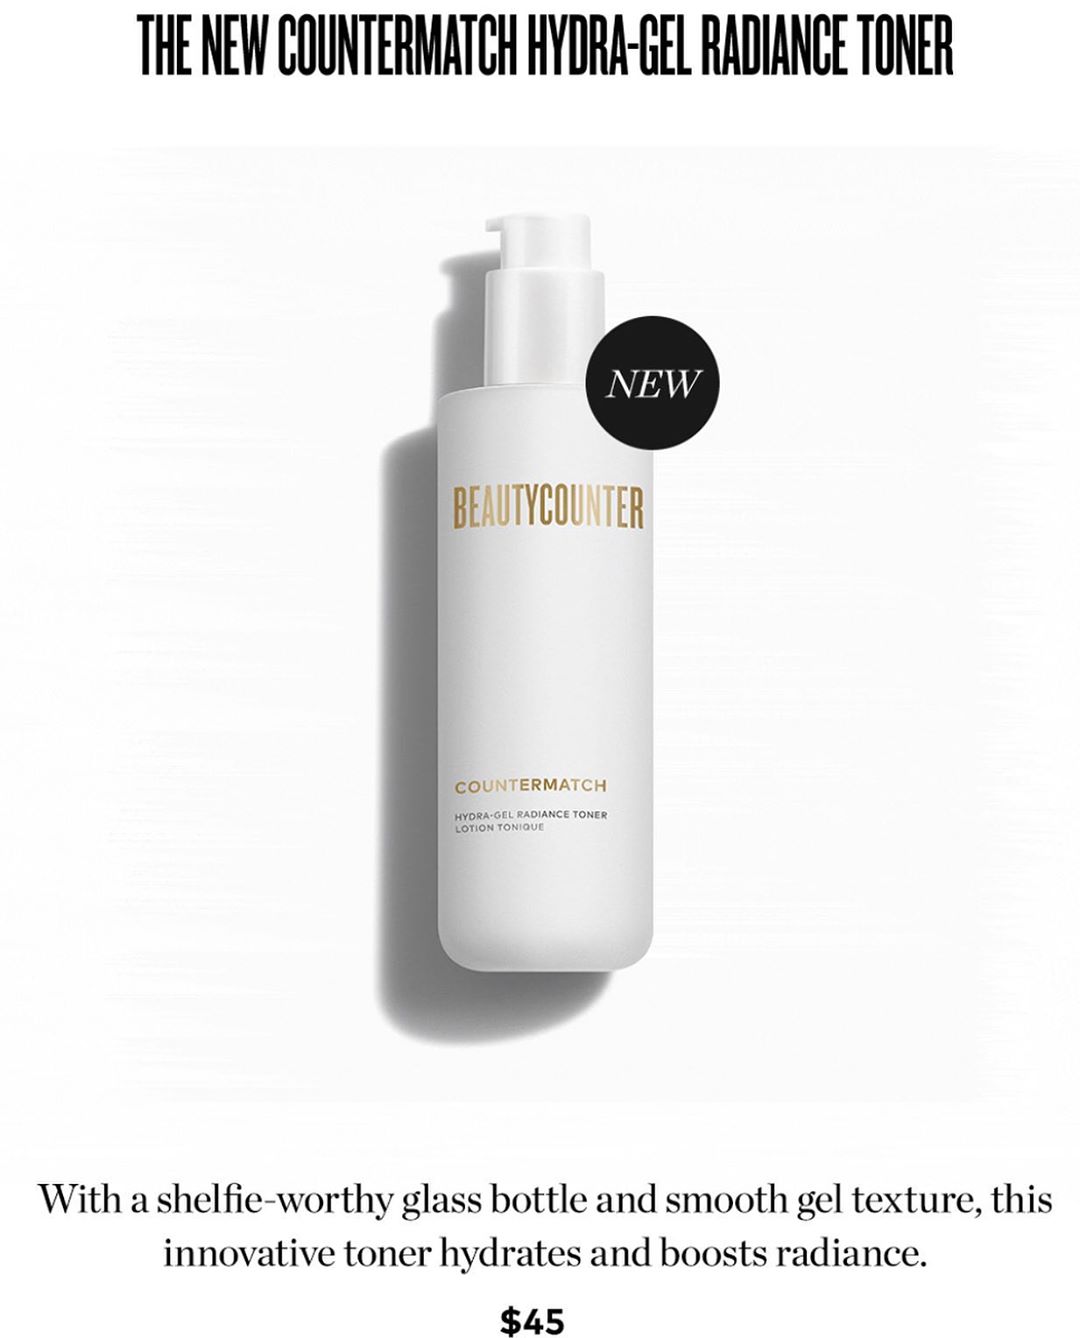 THE NEW COUNTERMATCH HYDRA-GEL RADIANCE TONER
NEW
BEAUTYCOUNTER
COUNTERMATCH
HYDRA-GEL RADIANCE TONER
LOTION TONIQUE
With a shelfie-worthy glass bottle and smooth gel texture, this
innovative toner hydrates and boosts radiance.
$45